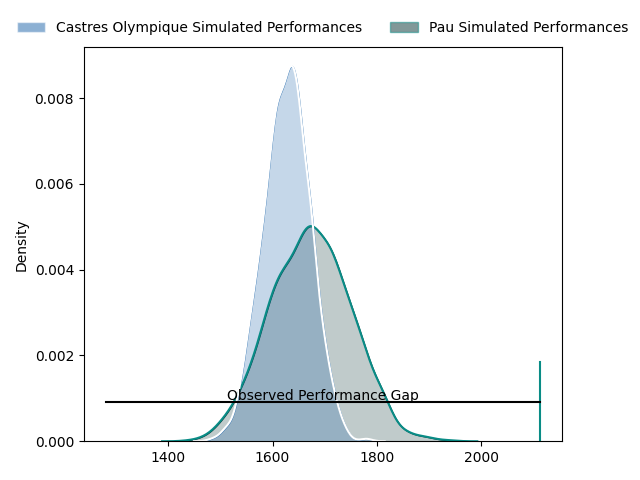 Castres Olympique Simulated Performances
Pau Simulated Performances
Density
0.008
0.006
0.004
0.002
0.000
Observed Performance Gap
1400
1600
1800
2000